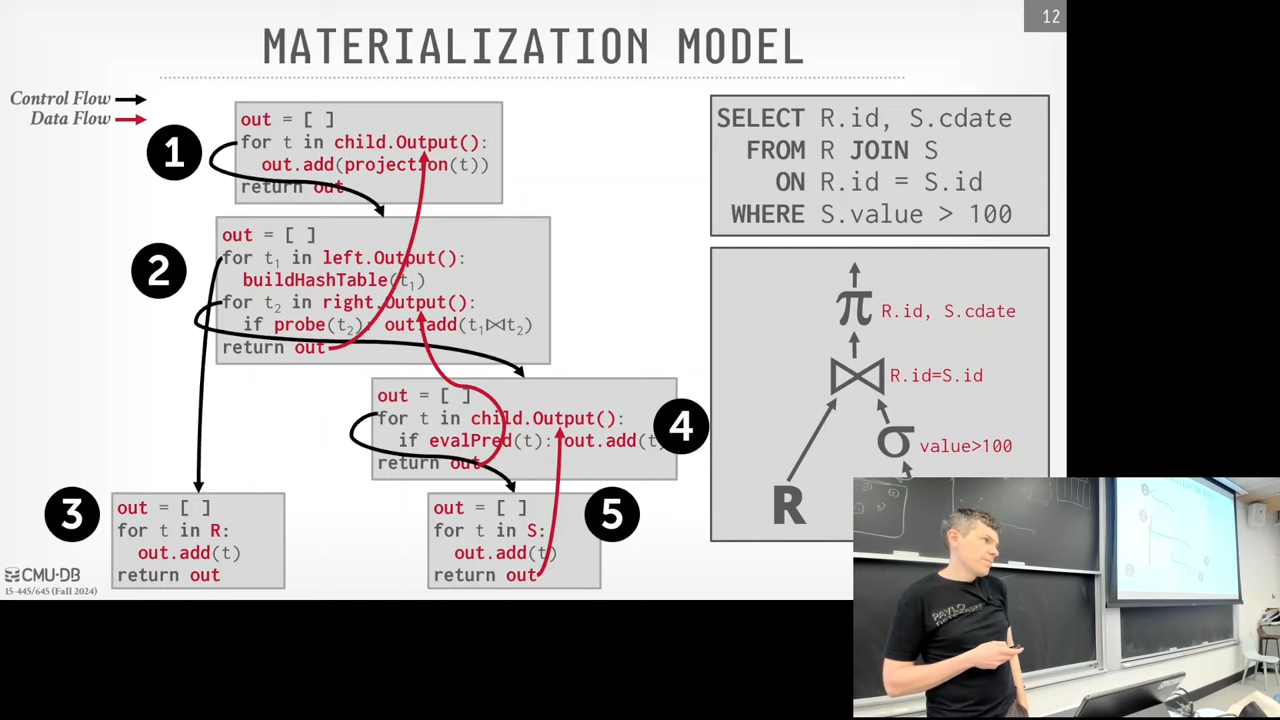 12
MATERIALIZATION MODEL
Control Flow
Data Flow
1
out = [ ]
for t in child.Output():
out.add(projection(t))
return out
2
out = [ ]
for t₁ in left.Output():
buildHashTable(t₁)
for t₂ in right.Output():
if probe(t₂): out.add(t₁⋈t₂)
return out
4
out = [ ]
for t in child.Output():
if evalPred(t): out.add(t
return out
3
out = [ ]
for t in R:
out.add(t)
return out
5
out = [ ]
for t in S:
out.add(t)
return out
SELECT R.id, S.cdate
FROM R JOIN S
ON R.id = S.id
WHERE S.value > 100
π R.id, S.cdate
⋈ R.id=S.id
σ value>100
R
CMU·DB
15-445/645 (Fall 2024)
PAVLO